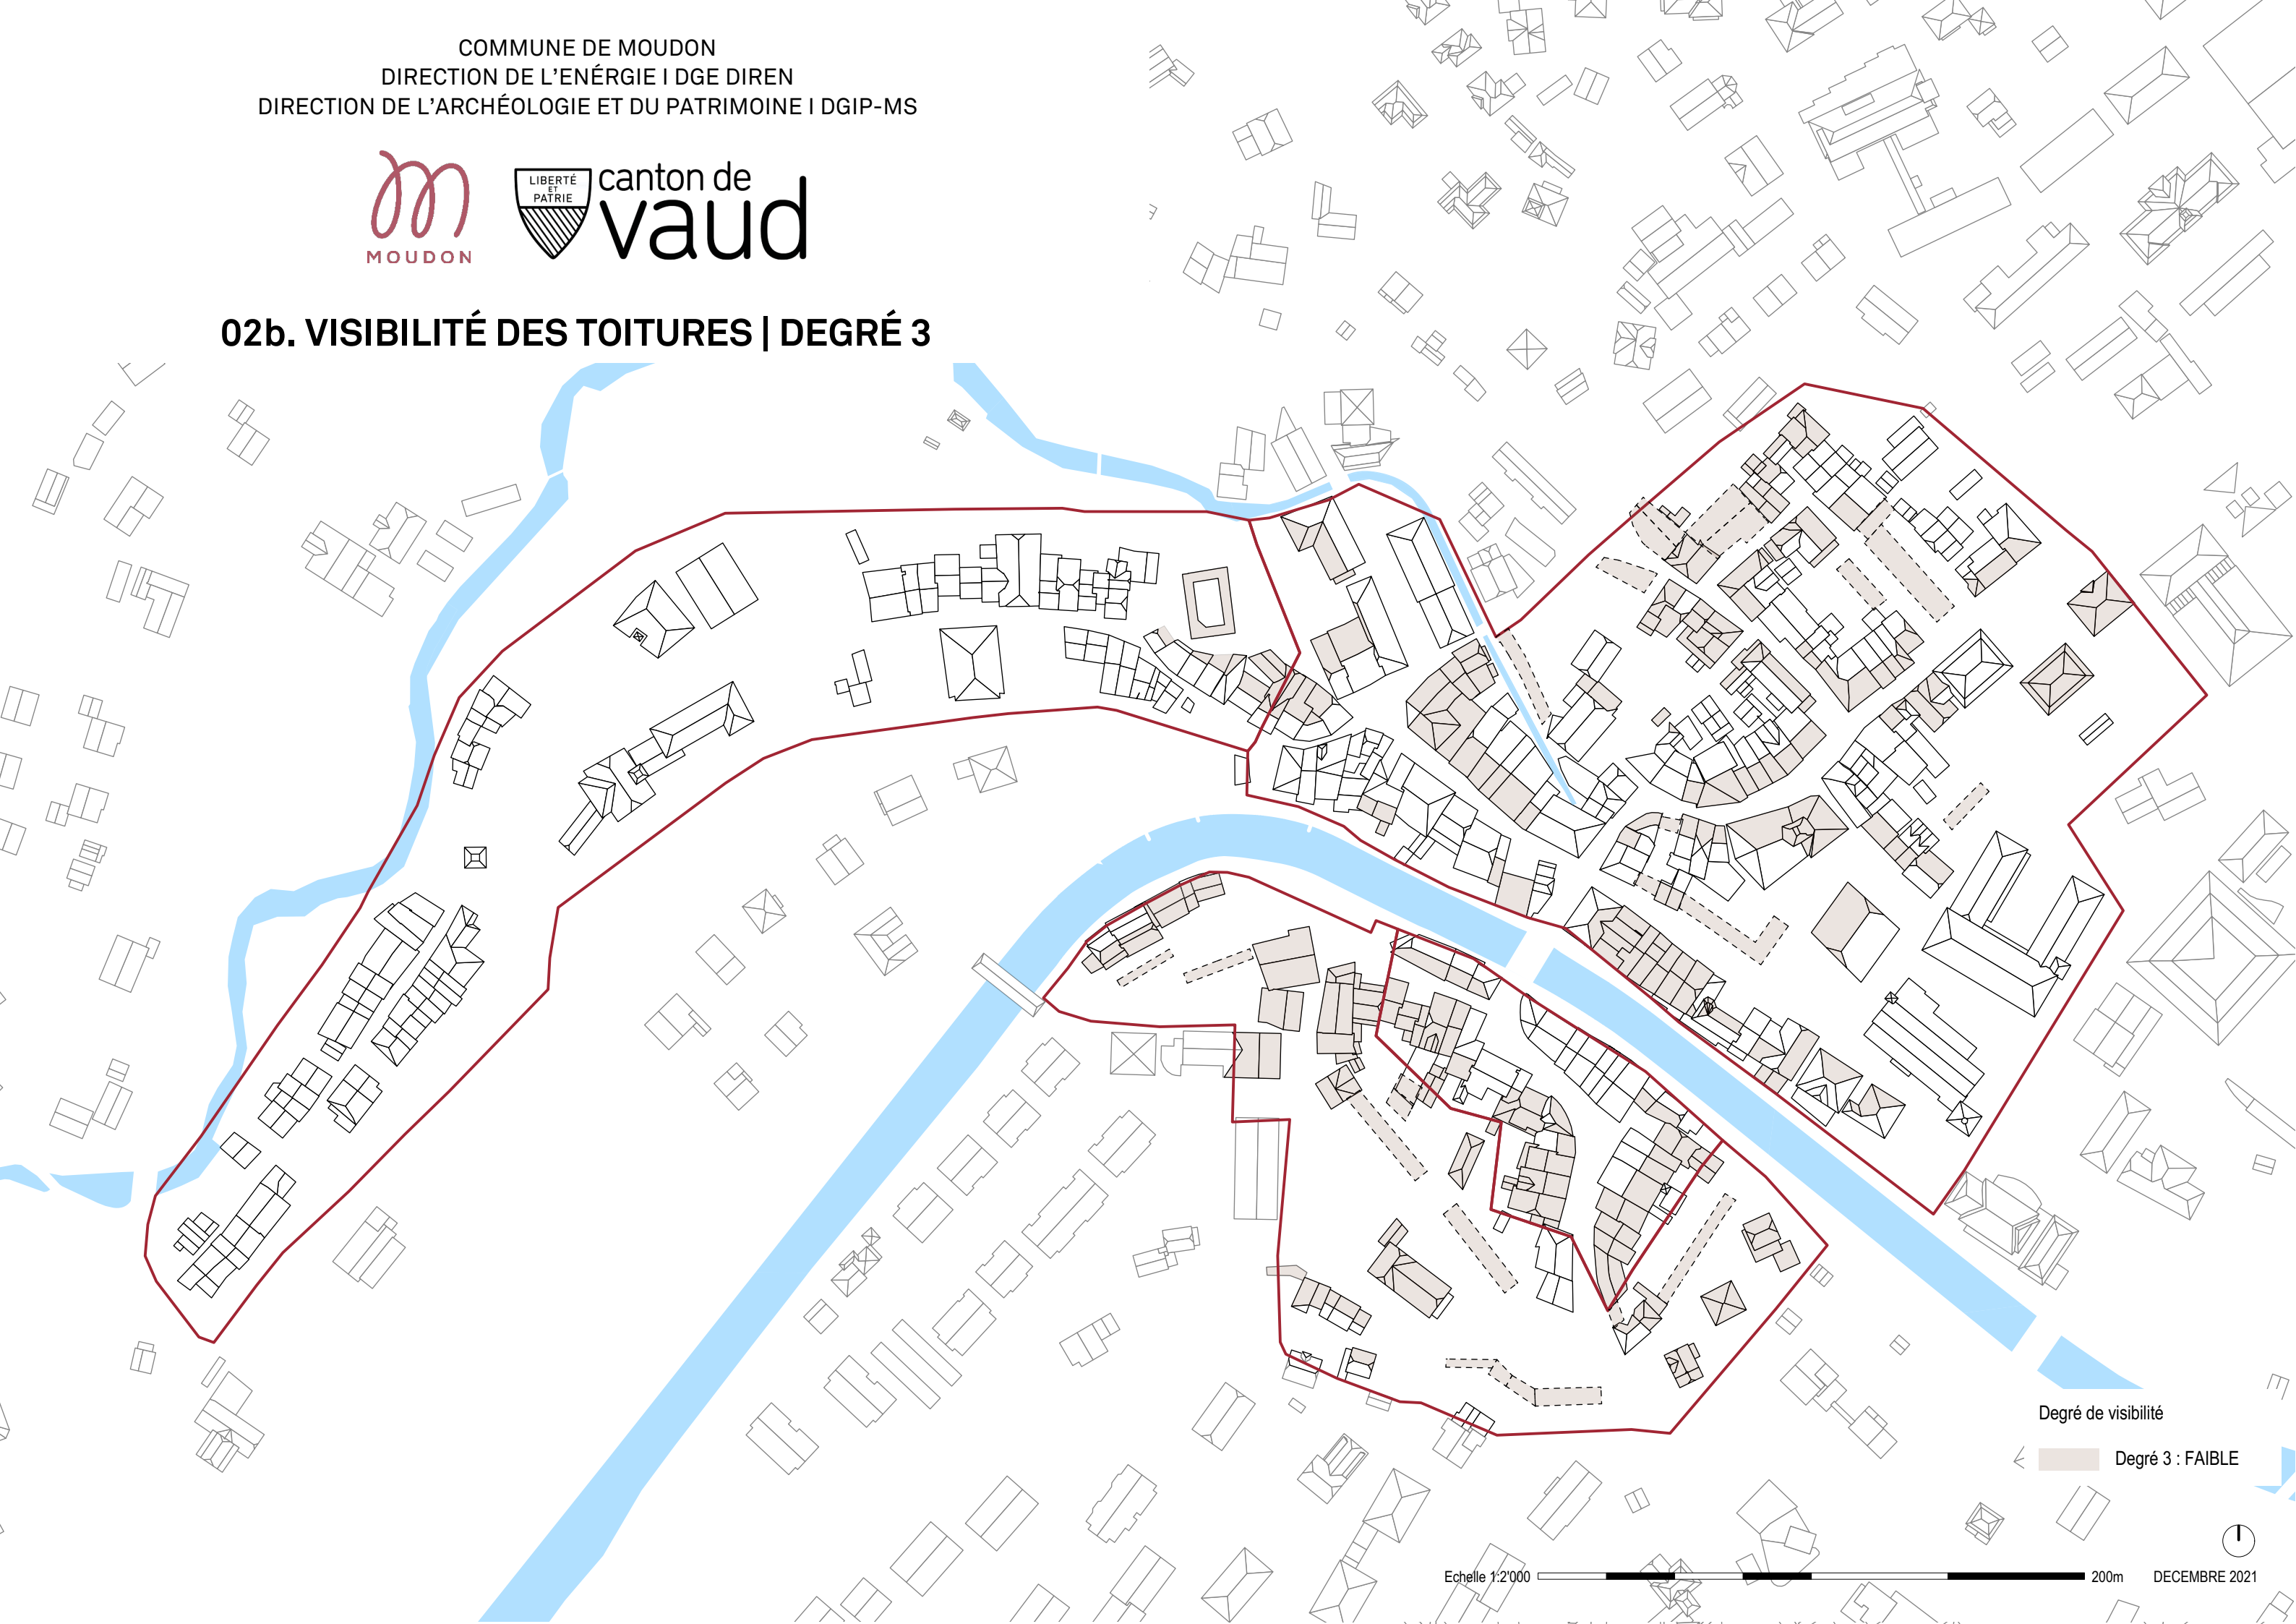 COMMUNE DE MOUDON
DIRECTION DE L'ENÉRGIE I DGE DIREN
DIRECTION DE L'ARCHÉOLOGIE ET DU PATRIMOINE I DGIP-MS
MOUDON
LIBERTÉ
ET
PATRIE
canton de
vaud
02b. VISIBILITÉ DES TOITURES | DEGRÉ 3
Degré de visibilité
Degré 3 : FAIBLE
Echelle 1:2'000
200m
DECEMBRE 2021